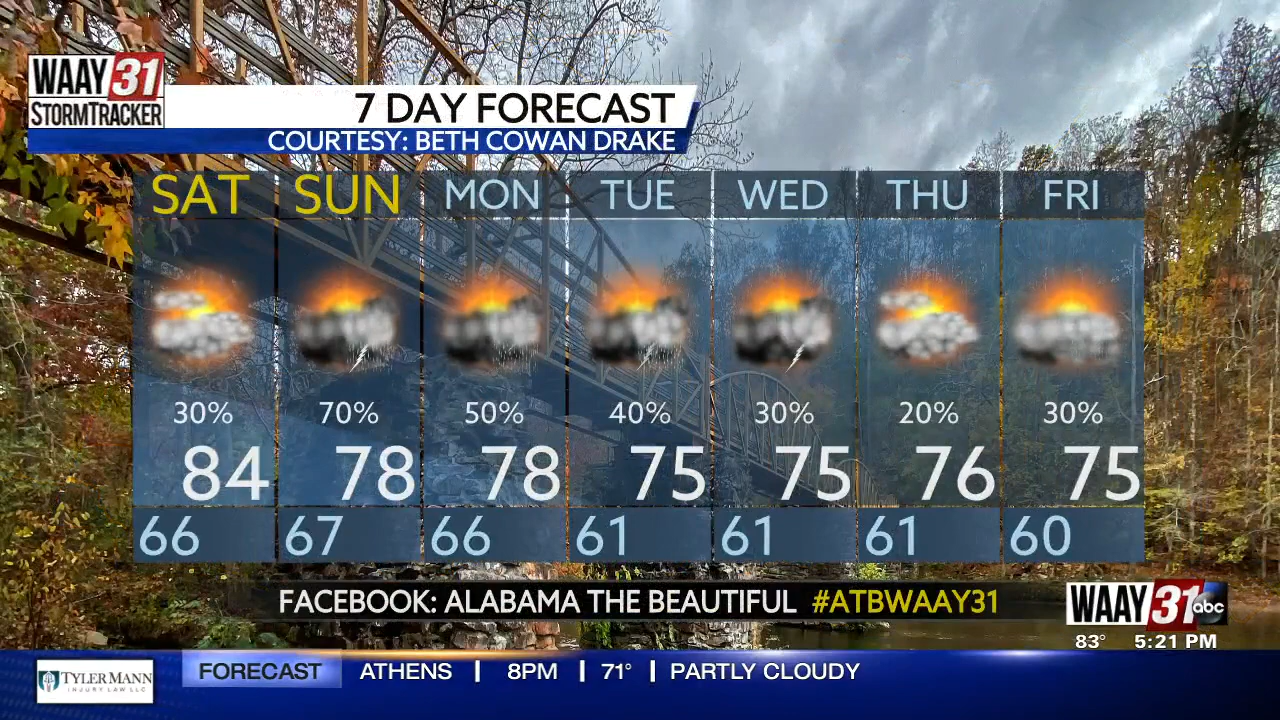 WAAY 31
STORMTRACKER
7 DAY FORECAST
COURTESY: BETH COWAN DRAKE
SAT SUN MON TUE WED THU FRI
30% 70% 50% 40% 30% 20% 30%
84 78 78 75 75 76 75
66 67 66 61 61 61 60
FACEBOOK: ALABAMA THE BEAUTIFUL #ATBWAAY31
WAAY 31 abc
83° 5:21 PM
TYLER MANN
INJURY LAW LLC
FORECAST ATHENS | 8PM | 71° | PARTLY CLOUDY